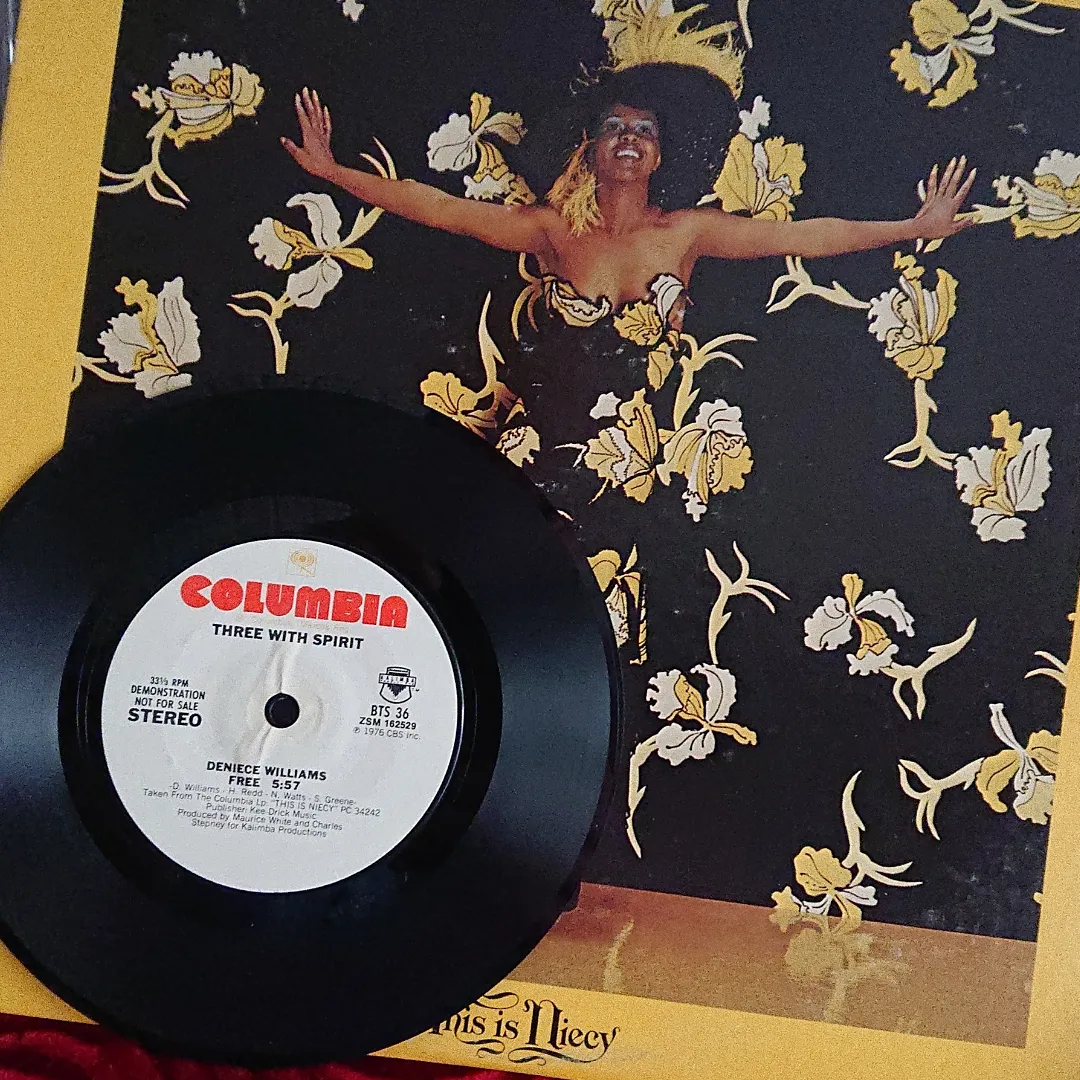 COLUMBIA
THREE WITH SPIRIT
33⅓ RPM
DEMONSTRATION
NOT FOR SALE
STEREO
BTS 36
ZSM 162529
℗ 1976 CBS Inc.
DENIECE WILLIAMS
FREE 5:57
-D. Williams - H. Redd - N. Watts - S. Greene-
Taken From The Columbia Lp: "THIS IS NIECY" PC 34242
Publisher: Kee-Drick Music
Produced by Maurice White and Charles
Stepney for Kalimba Productions
This is Niecy